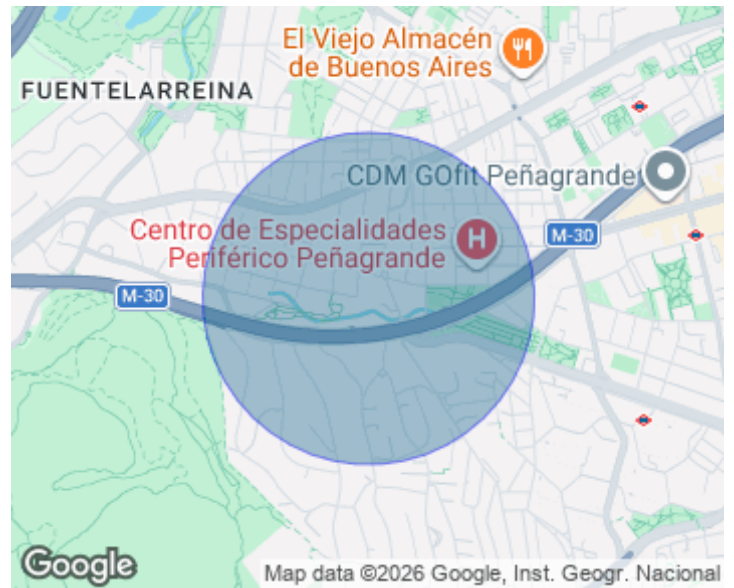 El Viejo Almacén
de Buenos Aires
FUENTELARREINA
CDM GOfit Peñagrande
Centro de Especialidades
Periférico Peñagrande
H
M-30
M-30
Google
Map data ©2026 Google, Inst. Geogr. Nacional